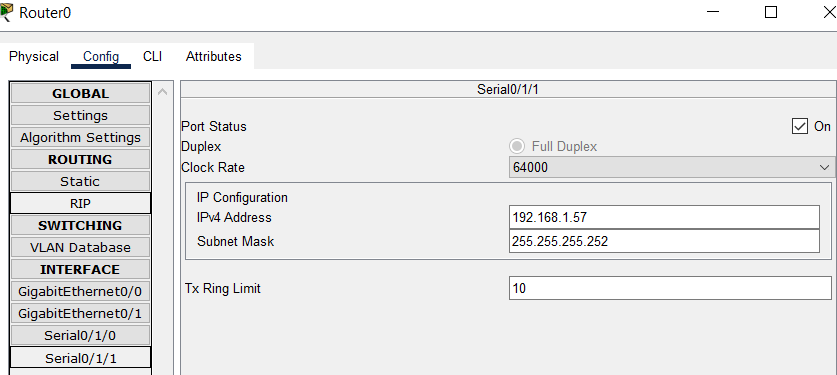 Router0
Physical Config CLI Attributes
GLOBAL
Settings
Algorithm Settings
ROUTING
Static
RIP
SWITCHING
VLAN Database
INTERFACE
GigabitEthernet0/0
GigabitEthernet0/1
Serial0/1/0
Serial0/1/1
Serial0/1/1
Port Status On
Duplex Full Duplex
Clock Rate 64000
IP Configuration
IPv4 Address 192.168.1.57
Subnet Mask 255.255.255.252
Tx Ring Limit 10